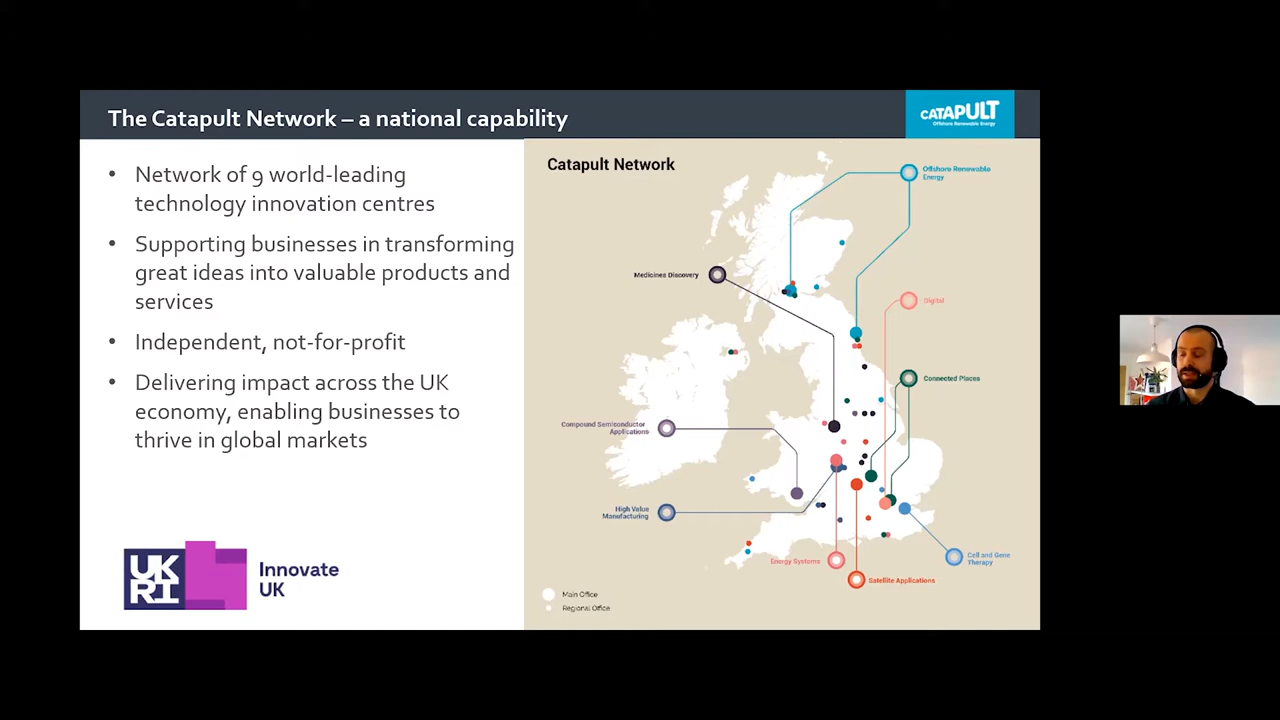 The Catapult Network – a national capability
CATAPULT
Offshore Renewable Energy
• Network of 9 world-leading
technology innovation centres
• Supporting businesses in transforming
great ideas into valuable products and
services
• Independent, not-for-profit
• Delivering impact across the UK
economy, enabling businesses to
thrive in global markets
UK
RI
Innovate
UK
Catapult Network
Offshore Renewable
Energy
Medicines Discovery
Digital
Connected Places
Compound Semiconductor
Applications
High Value
Manufacturing
Energy Systems
Cell and Gene
Therapy
Satellite Applications
Main Office
Regional Office